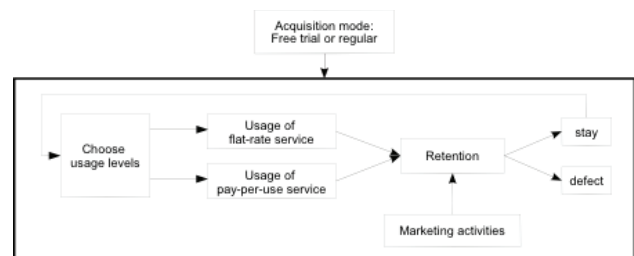 Acquisition mode:
Free trial or regular
Choose
usage levels
Usage of
flat-rate service
Usage of
pay-per-use service
Retention
stay
defect
Marketing activities